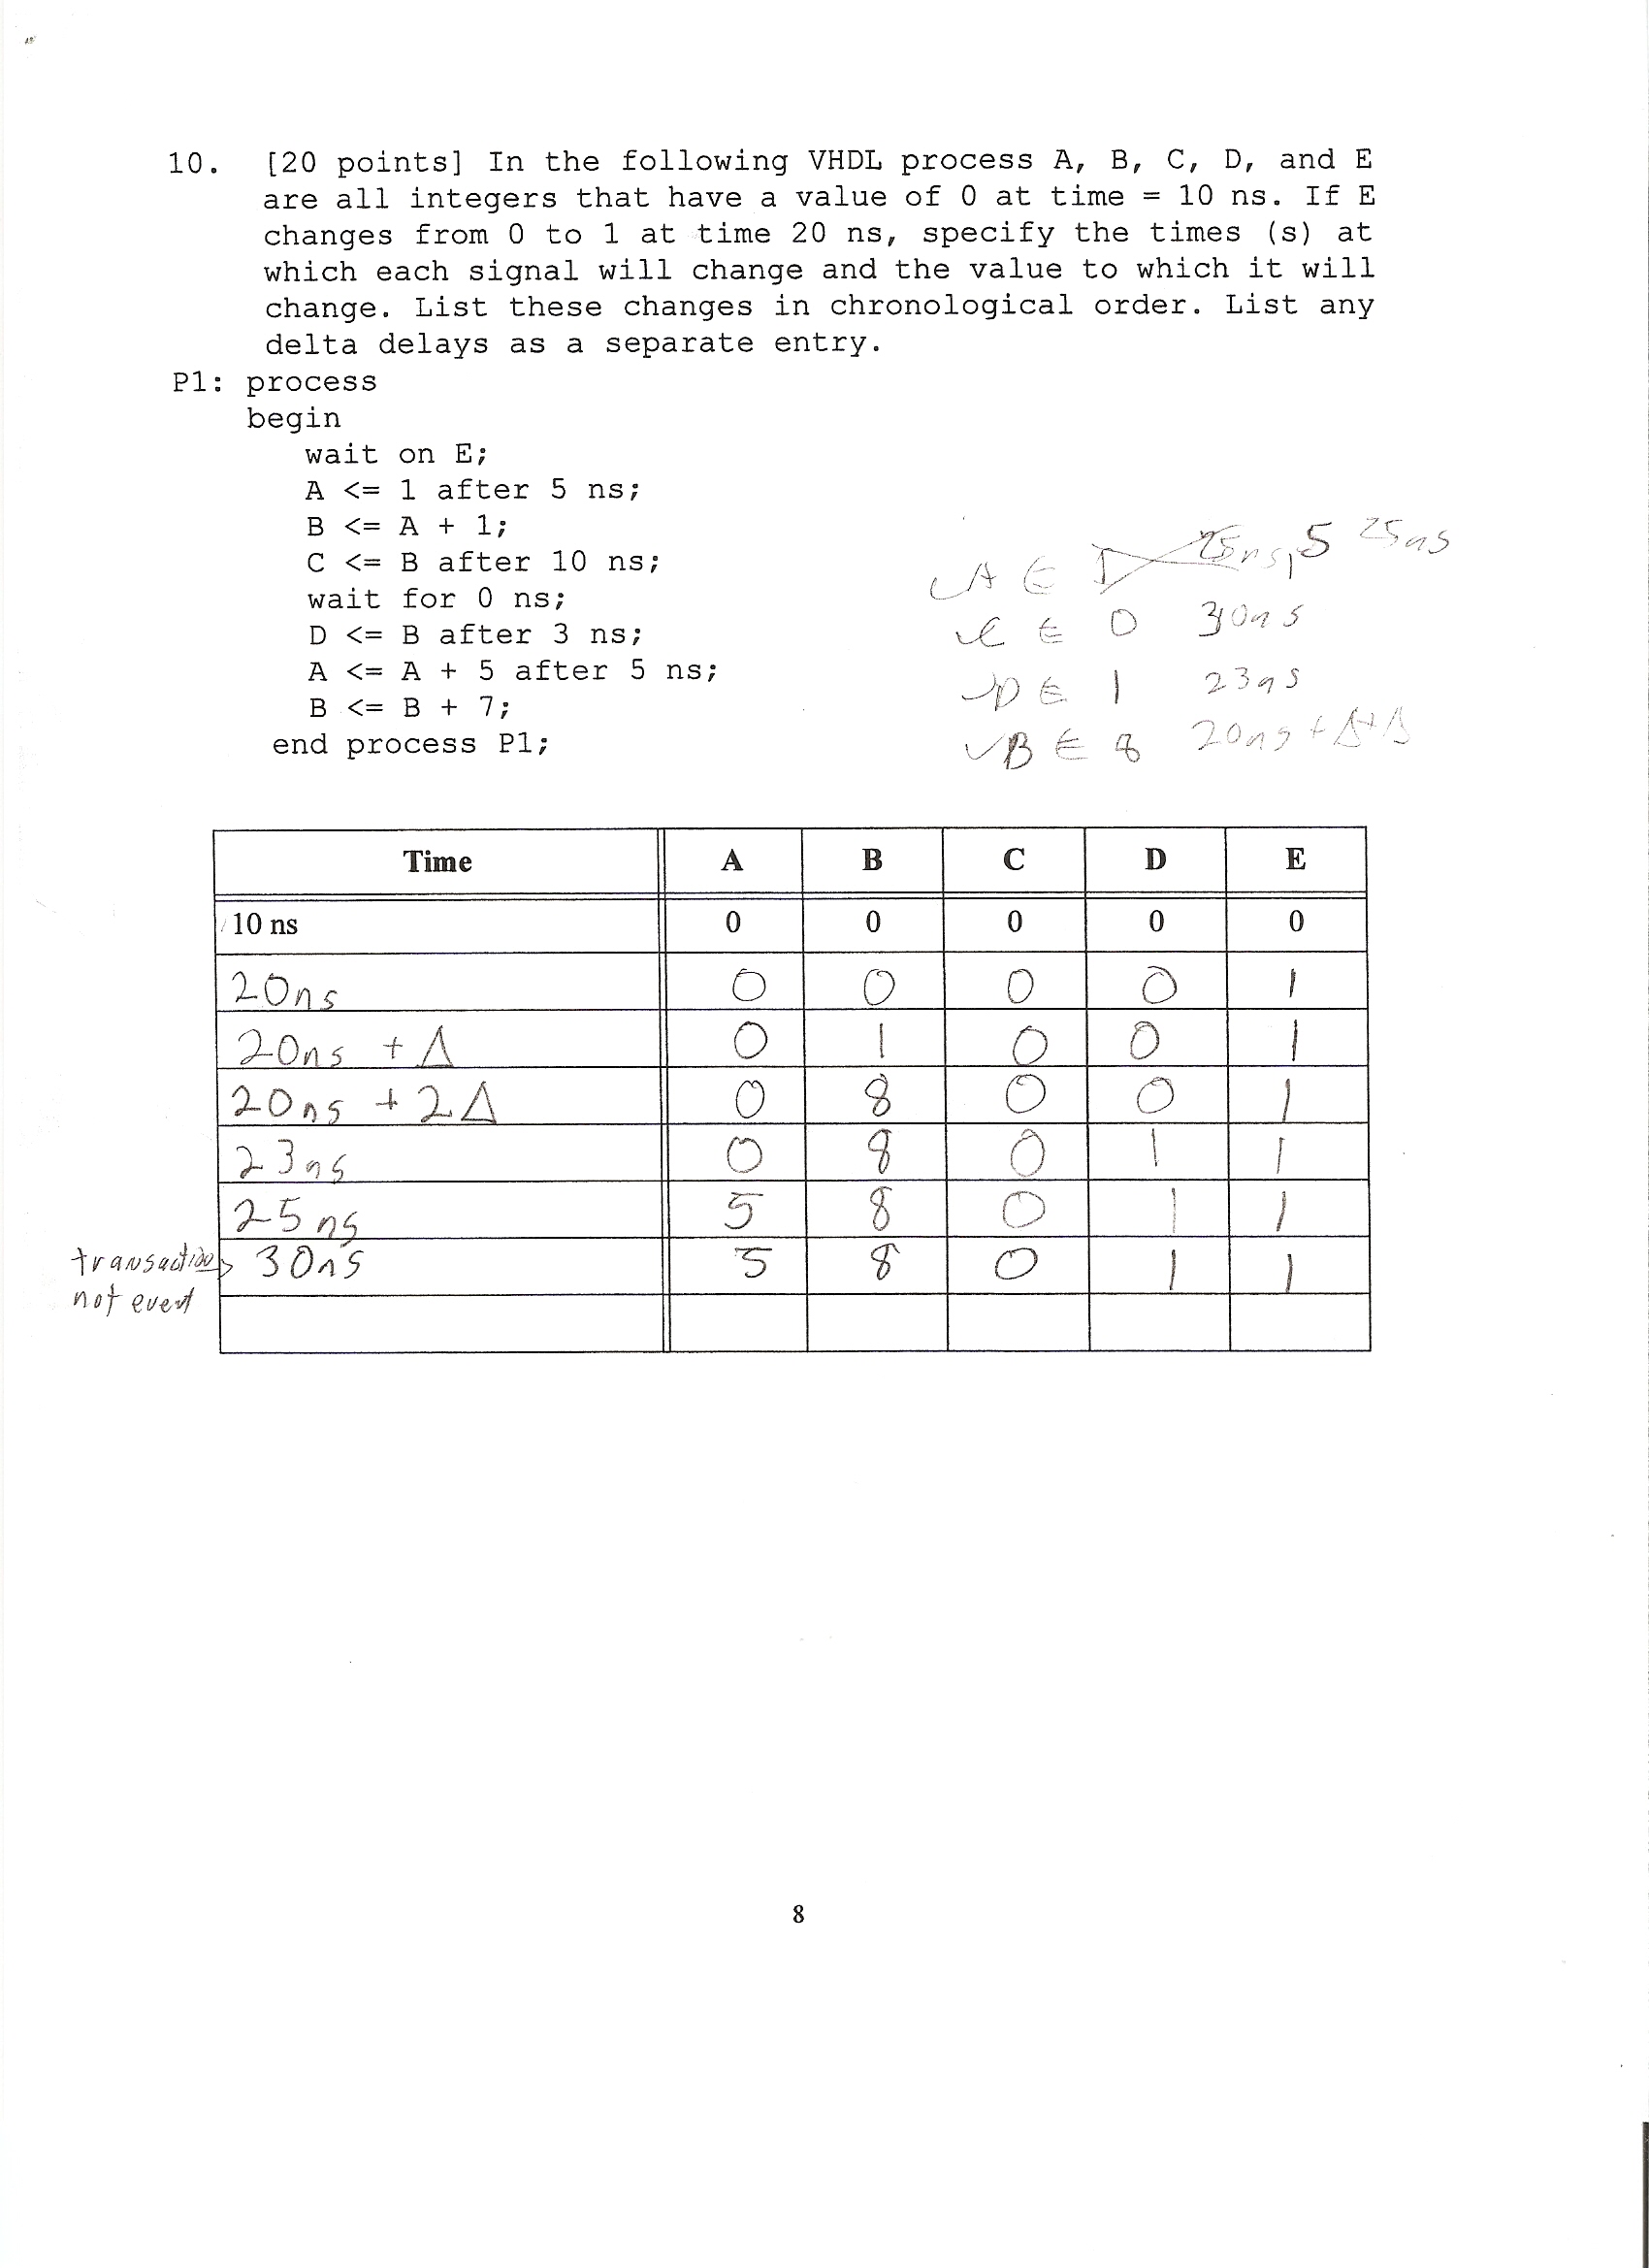 10. [20 points] In the following VHDL process A, B, C, D, and E
are all integers that have a value of 0 at time = 10 ns. If E
changes from 0 to 1 at time 20 ns, specify the times (s) at
which each signal will change and the value to which it will
change. List these changes in chronological order. List any
delta delays as a separate entry.
P1: process
begin
wait on E;
A <= 1 after 5 ns;
B <= A + 1;
C <= B after 10 ns;
wait for 0 ns;
D <= B after 3 ns;
A <= A + 5 after 5 ns;
B <= B + 7;
end process P1;
A ∈ 25ns, 5 25ns
C ∈ 0 30ns
D ∈ 1 23ns
B ∈ 8 20ns + Δ+Δ
Time A B C D E
10 ns 0 0 0 0 0
20ns 0 0 0 0 1
20ns + Δ 0 1 0 0 1
20ns + 2Δ 0 8 0 0 1
23ns 0 8 0 1 1
25ns 5 8 0 1 1
transaction 30ns 5 8 0 1 1
not event
8